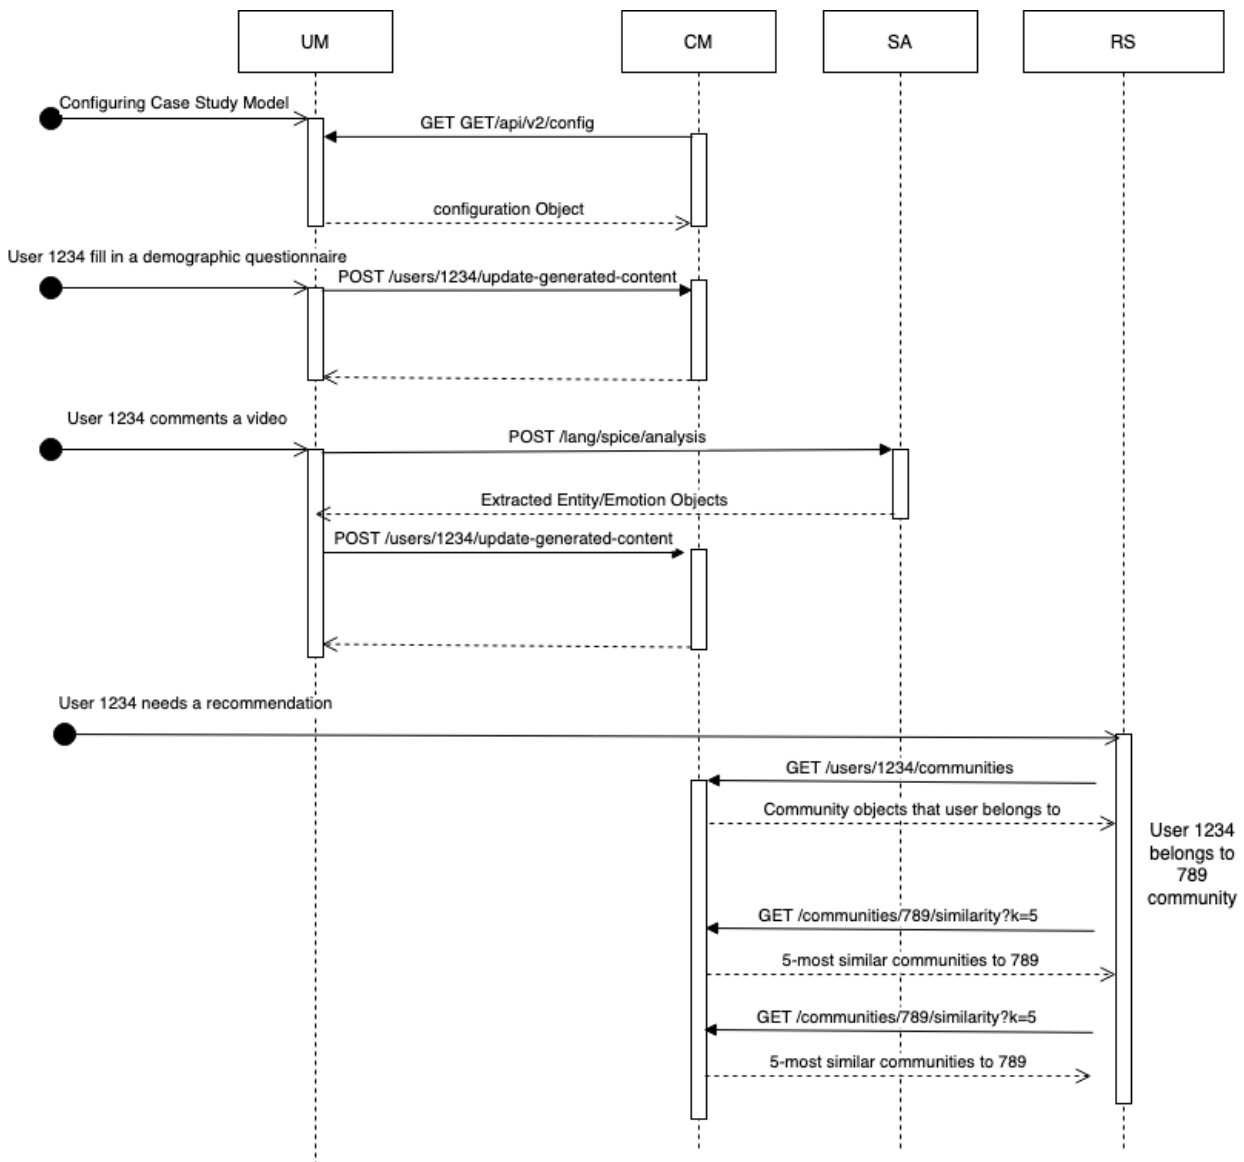 UM
CM
SA
RS
Configuring Case Study Model
GET GET/api/v2/config
configuration Object
User 1234 fill in a demographic questionnaire
POST /users/1234/update-generated-content
User 1234 comments a video
POST /lang/spice/analysis
Extracted Entity/Emotion Objects
POST /users/1234/update-generated-content
User 1234 needs a recommendation
GET /users/1234/communities
Community objects that user belongs to
User 1234
belongs to
789
community
GET /communities/789/similarity?k=5
5-most similar communities to 789
GET /communities/789/similarity?k=5
5-most similar communities to 789